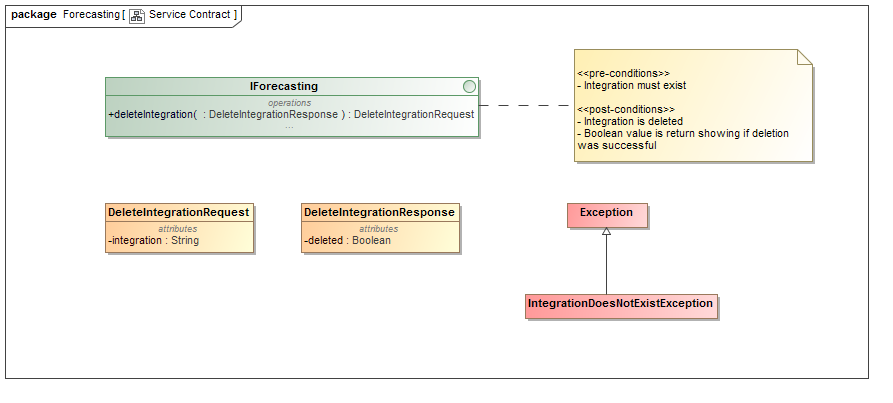 package Forecasting [ Service Contract ]
IForecasting
operations
+deleteIntegration( : DeleteIntegrationResponse ) : DeleteIntegrationRequest
...
<<pre-conditions>>
- Integration must exist
<<post-conditions>>
- Integration is deleted
- Boolean value is return showing if deletion
was successful
DeleteIntegrationRequest
attributes
-integration : String
DeleteIntegrationResponse
attributes
-deleted : Boolean
Exception
IntegrationDoesNotExistException